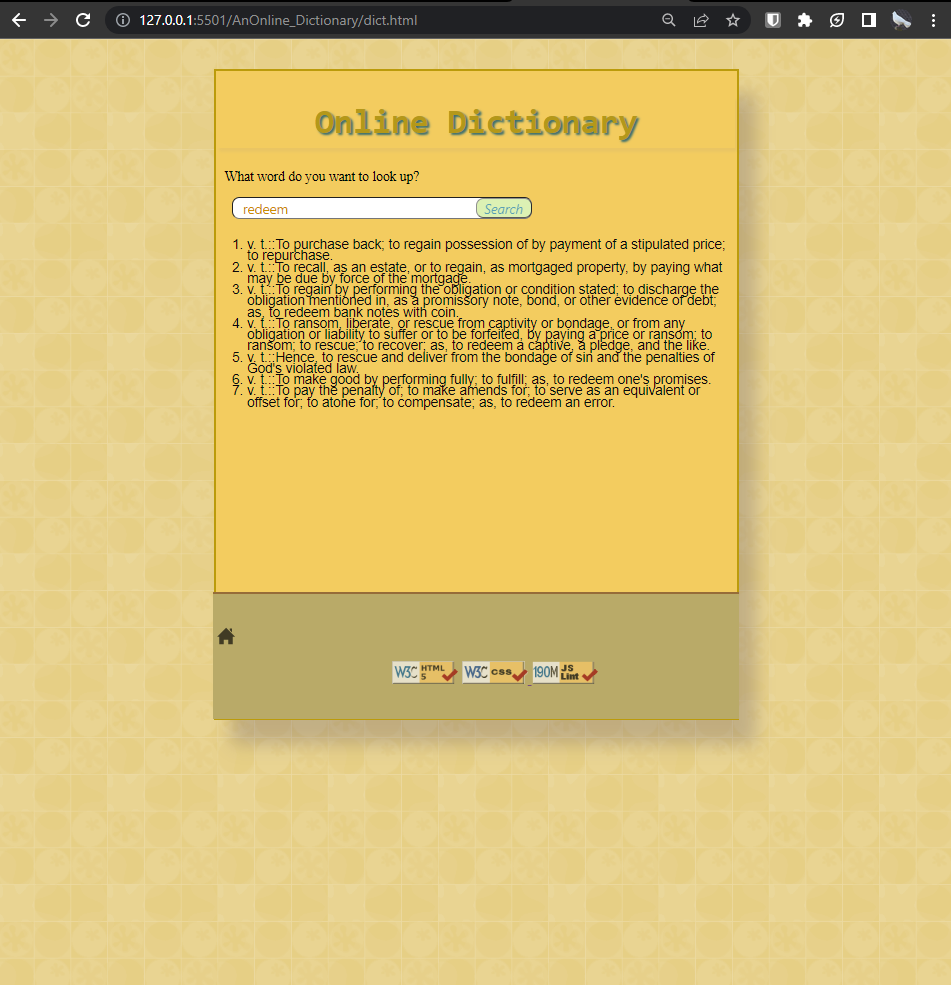 127.0.0.1:5501/AnOnline_Dictionary/dict.html
Online Dictionary
What word do you want to look up?
redeem
Search
1. v. t.::To purchase back; to regain possession of by payment of a stipulated price;
to repurchase.
2. v. t.::To recall, as an estate, or to regain, as mortgaged property, by paying what
may be due by force of the mortgage.
3. v. t.::To regain by performing the obligation or condition stated; to discharge the
obligation mentioned in, as a promissory note, bond, or other evidence of debt;
as, to redeem bank notes with coin.
4. v. t.::To ransom, liberate, or rescue from captivity or bondage, or from any
obligation or liability to suffer or to be forfeited, by paying a price or ransom; to
ransom; to rescue; to recover; as, to redeem a captive, a pledge, and the like.
5. v. t.::Hence, to rescue and deliver from the bondage of sin and the penalties of
God's violated law.
6. v. t.::To make good by performing fully; to fulfill; as, to redeem one's promises.
7. v. t.::To pay the penalty of; to make amends for; to serve as an equivalent or
offset for; to atone for; to compensate; as, to redeem an error.
W3C HTML 5
W3C css
190M JS Lint